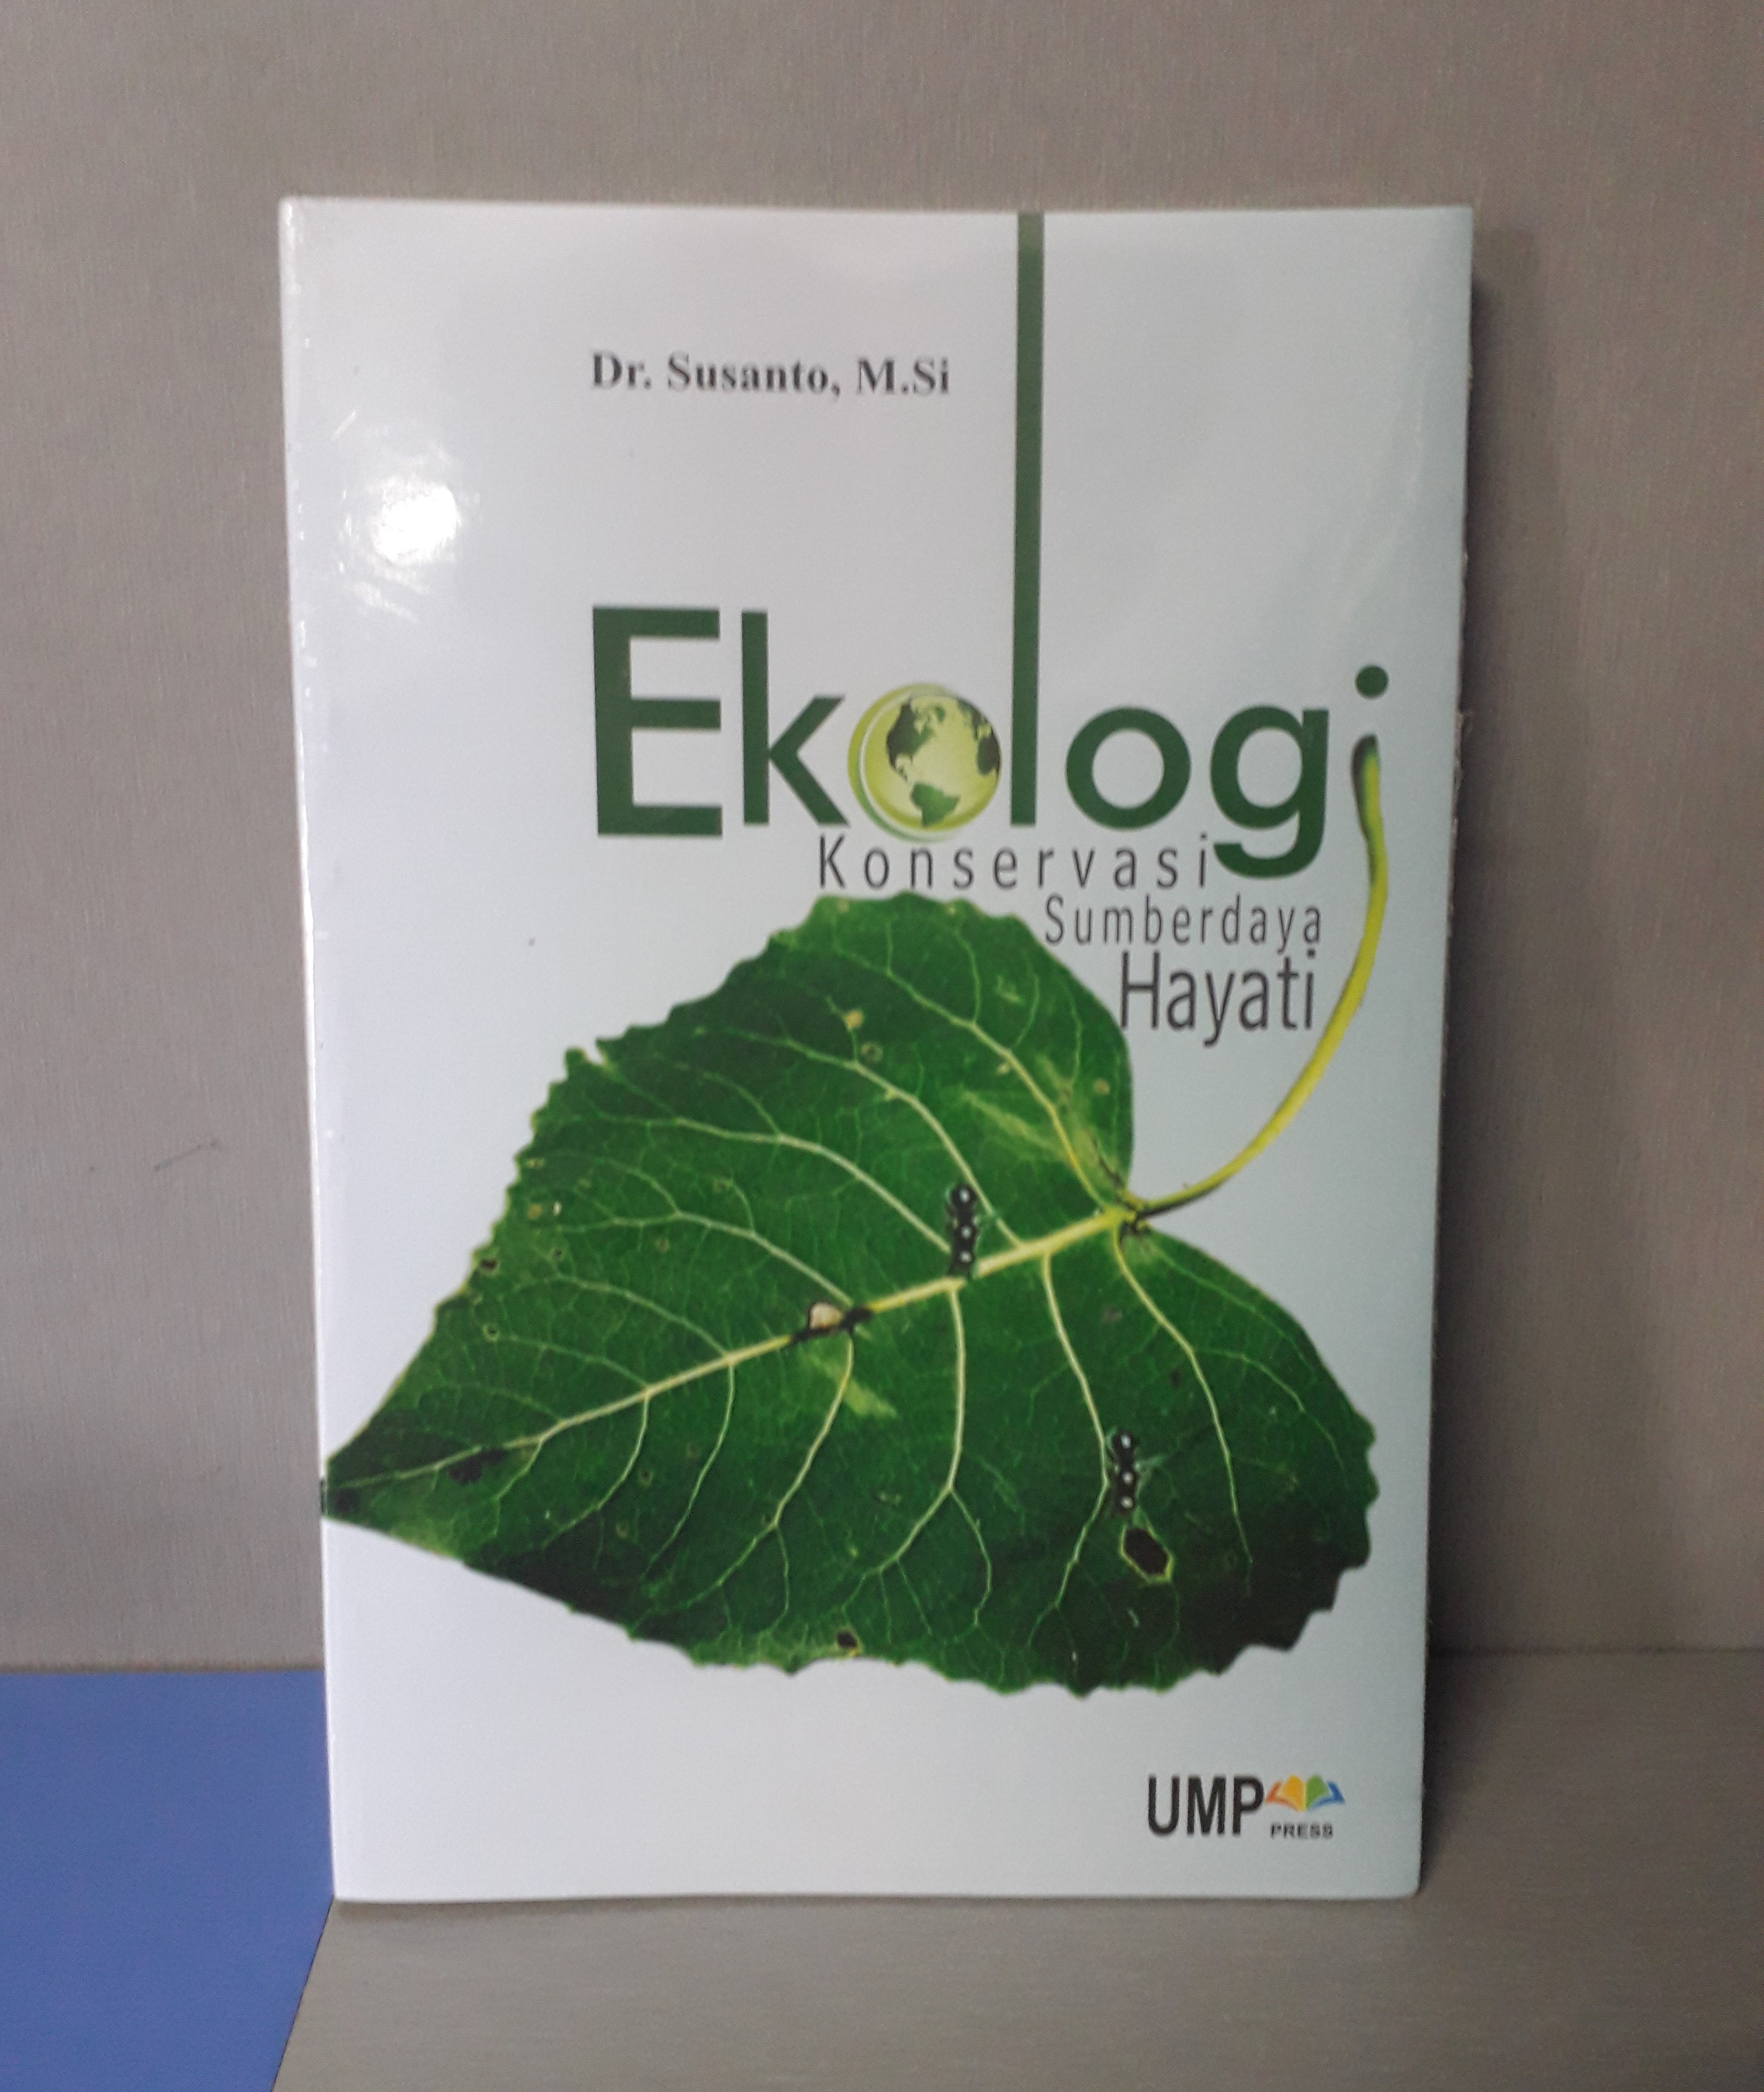 Dr. Susanto, M.Si
Ekologi
Konservasi
Sumberdaya
Hayati
UMP
PRESS